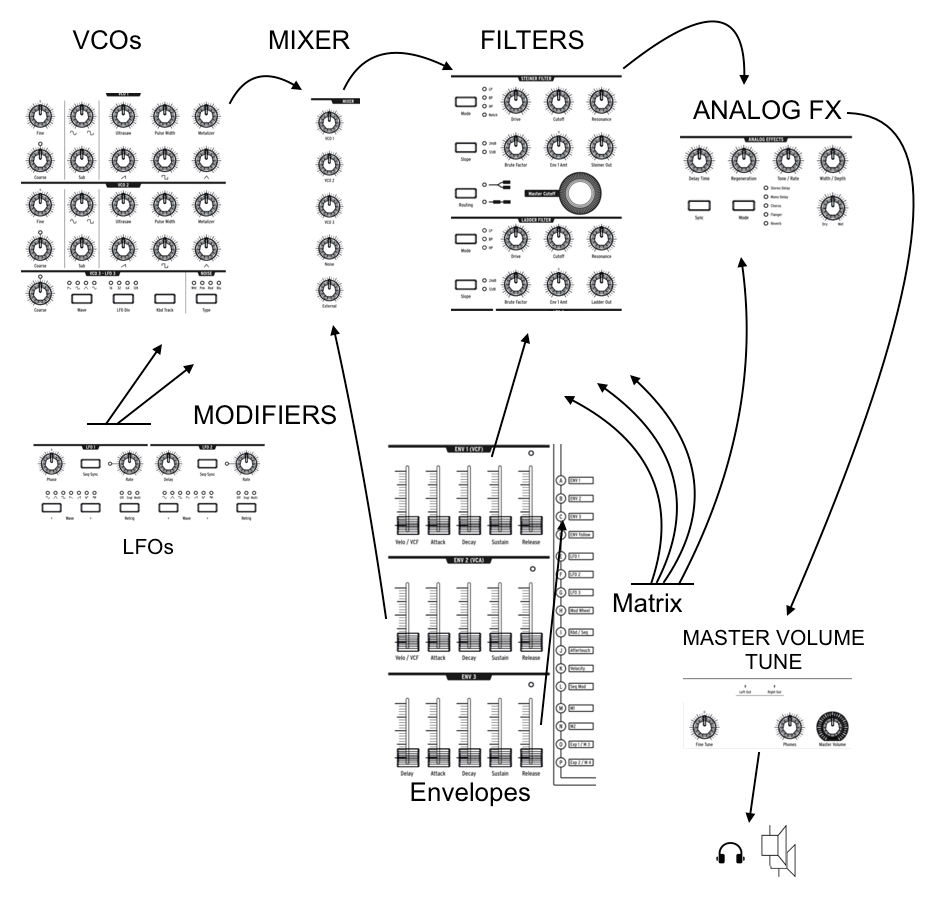 VCOs
MIXER
FILTERS
ANALOG FX
VCO 1
Fine
Ultrasaw
Pulse Width
Metalizer
Coarse
Sub
VCO 2
Fine
Ultrasaw
Pulse Width
Metalizer
Coarse
Sub
VCO 3 - LFO 3
NOISE
Coarse
Wave
LFO Div
Kbd Track
Type
MIXER
VCO 1
VCO 2
VCO 3
Noise
External
STEINER FILTER
LP
BP
HP
Notch
Mode
Drive
Cutoff
Resonance
Slope
Brute Factor
Env 1 Amt
Steiner Out
Routing
Master Cutoff
LADDER FILTER
LP
BP
HP
Mode
Drive
Cutoff
Resonance
Slope
Brute Factor
Env 1 Amt
Ladder Out
ANALOG EFFECTS
Delay Time
Regeneration
Tone / Rate
Width / Depth
Sync
Mode
Stereo Delay
Mono Delay
Chorus
Flanger
Reverb
Dry
Wet
MODIFIERS
LFO 1
Phase
Seq Sync
Rate
Wave
Retrig
LFO 2
Delay
Seq Sync
Rate
Wave
Retrig
LFOs
ENV 1 (VCF)
Velo / VCF
Attack
Decay
Sustain
Release
ENV 2 (VCA)
Velo / VCF
Attack
Decay
Sustain
Release
ENV 3
Delay
Attack
Decay
Sustain
Release
Envelopes
A ENV 1
B ENV 2
C ENV 3
ENV Follow
LFO 1
F LFO 2
G LFO 3
H Mod Wheel
I Kbd / Seq
J Aftertouch
K Velocity
L Seq Mod
M M1
N M2
O Exp 1 / M 3
P Exp 2 / M 4
Matrix
MASTER VOLUME
TUNE
Left Out
Right Out
Fine Tune
Phones
Master Volume